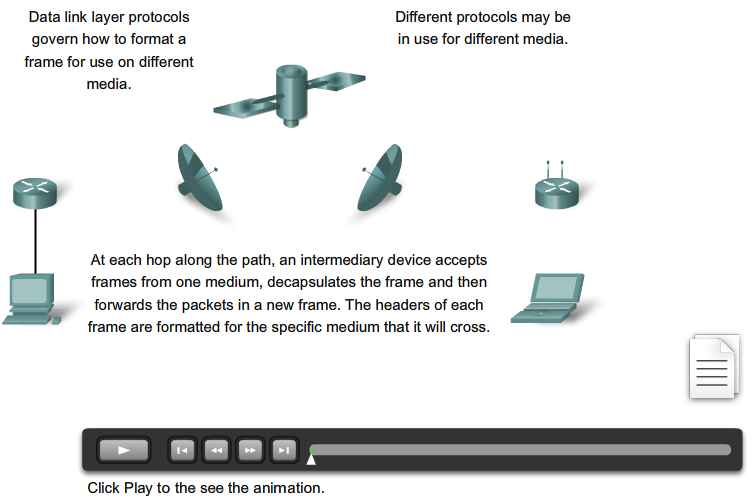 Data link layer protocols
govern how to format a
frame for use on different
media.
Different protocols may be
in use for different media.
At each hop along the path, an intermediary device accepts
frames from one medium, decapsulates the frame and then
forwards the packets in a new frame. The headers of each
frame are formatted for the specific medium that it will cross.
Click Play to the see the animation.